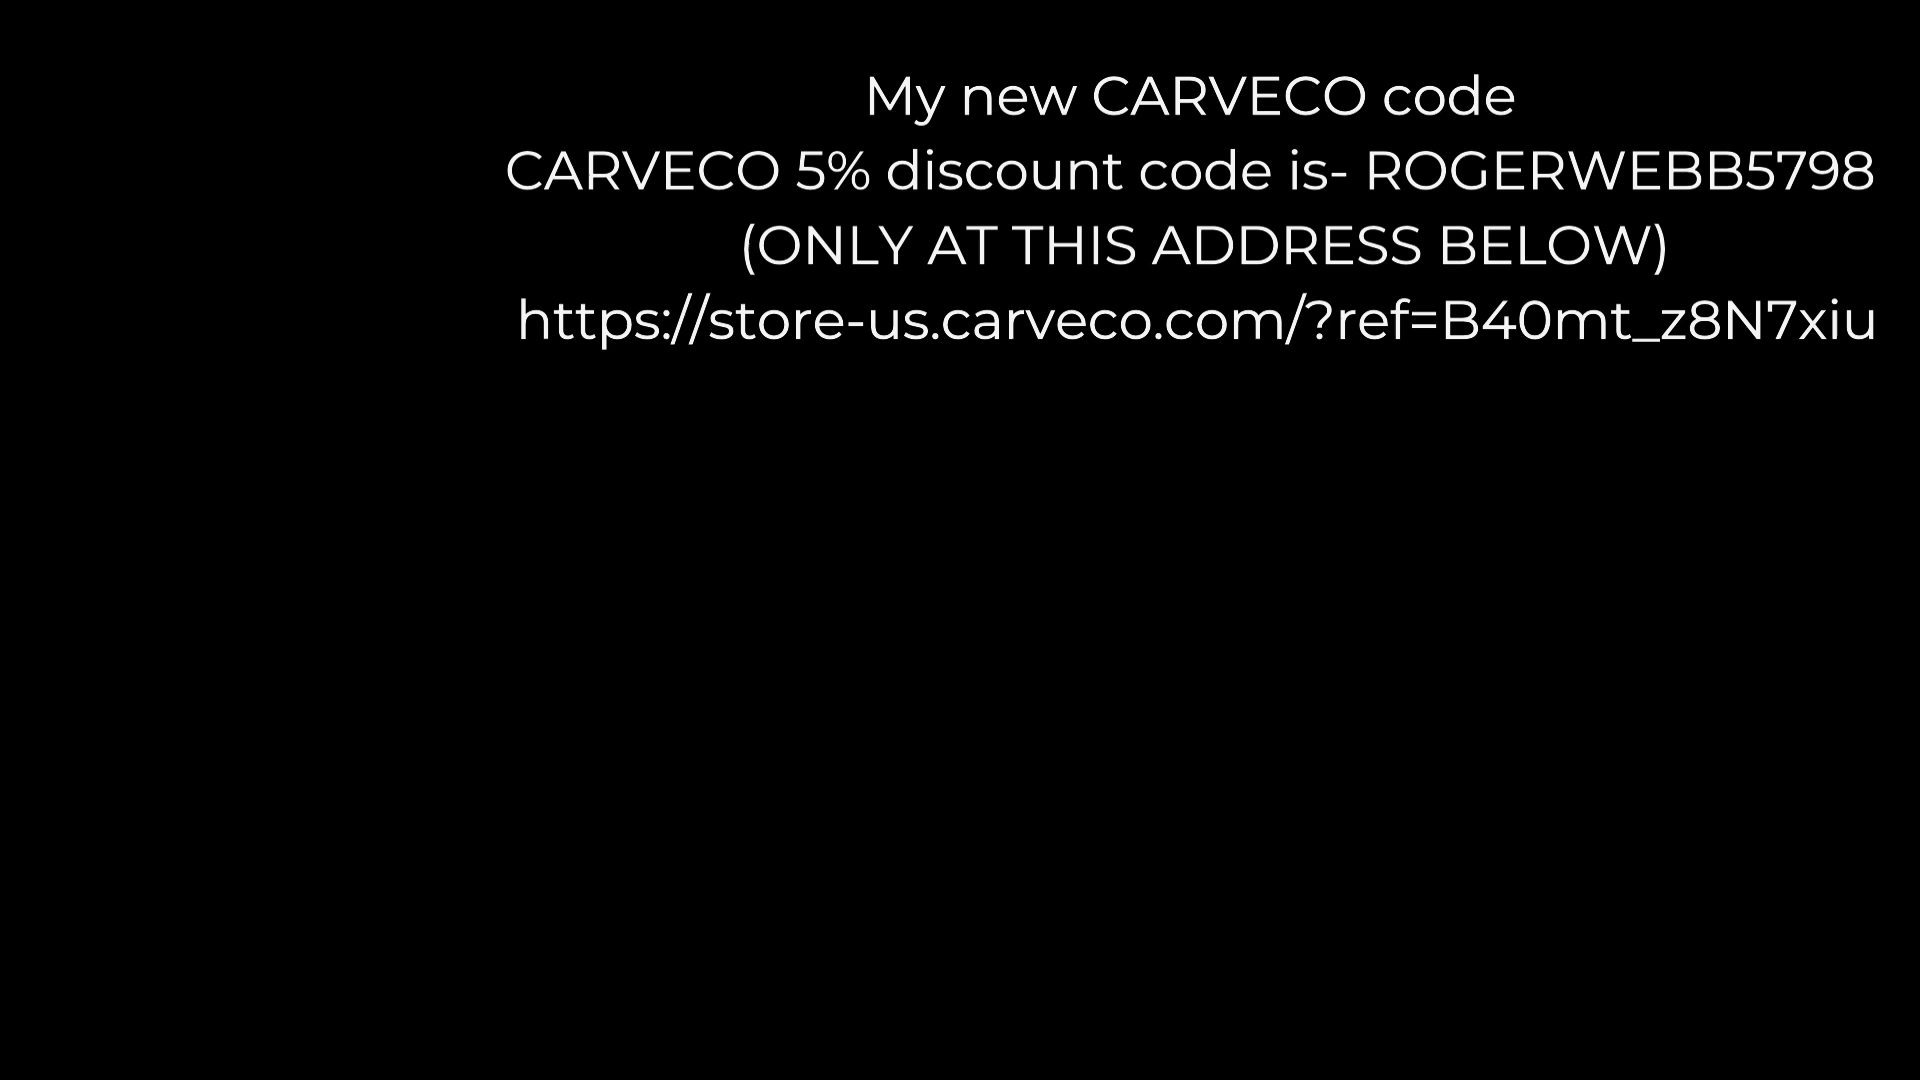 My new CARVECO code
CARVECO 5% discount code is- ROGERWEBB5798
(ONLY AT THIS ADDRESS BELOW)
https://store-us.carveco.com/?ref=B40mt_z8N7xiu